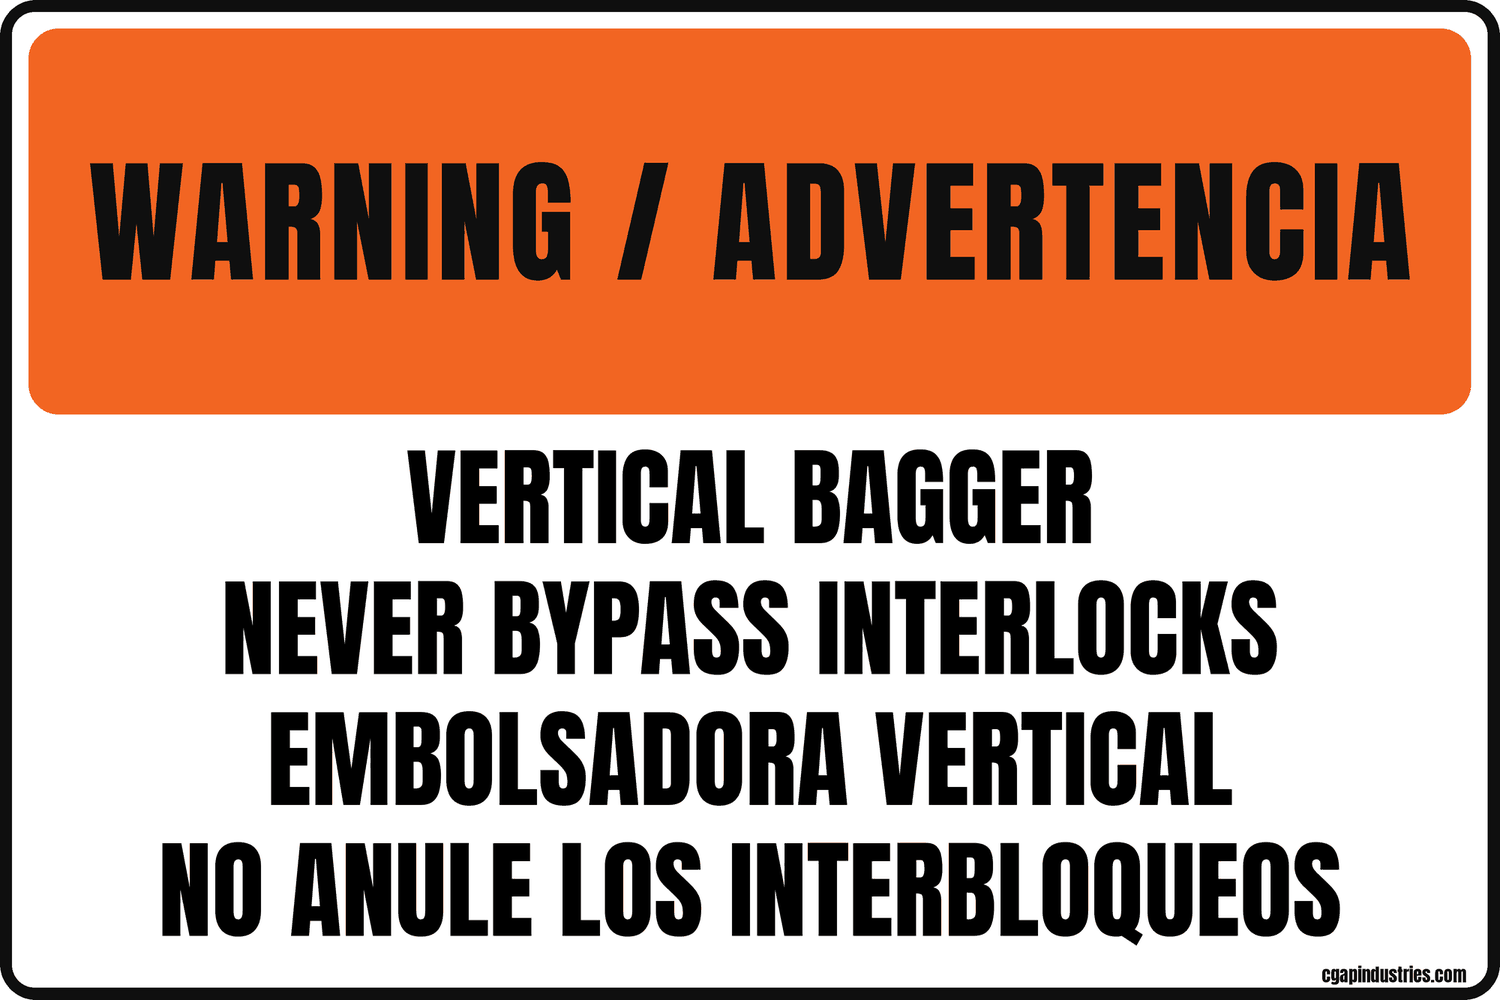 WARNING / ADVERTENCIA
VERTICAL BAGGER
NEVER BYPASS INTERLOCKS
EMBOLSADORA VERTICAL
NO ANULE LOS INTERBLOQUEOS
cgapindustries.com